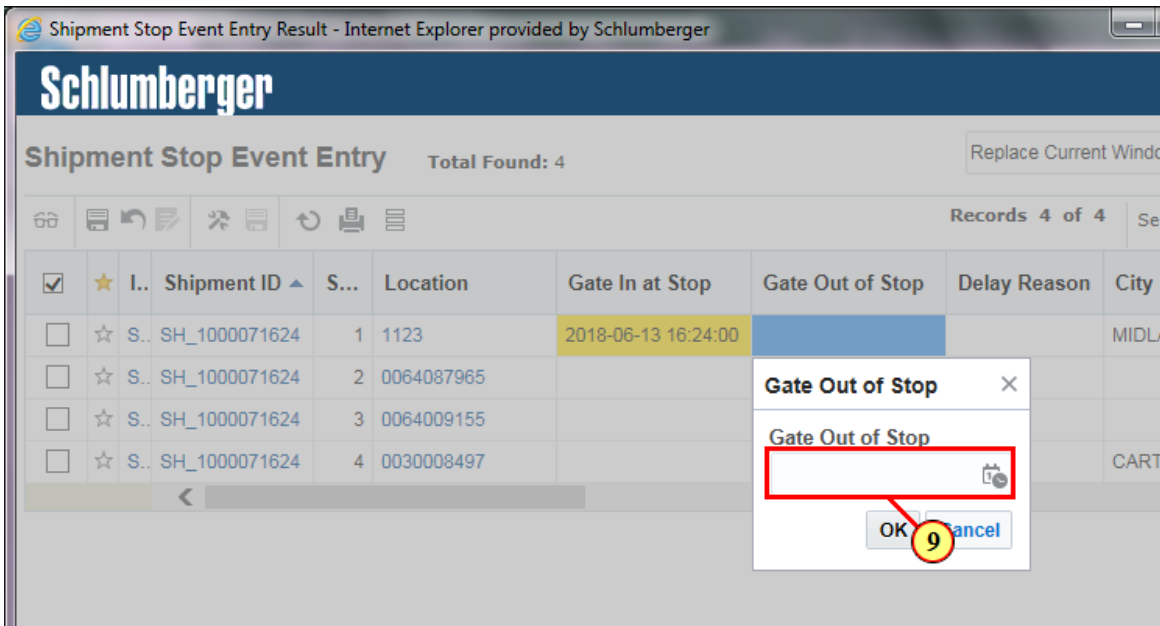 Shipment Stop Event Entry Result - Internet Explorer provided by Schlumberger
Schlumberger
Shipment Stop Event Entry Total Found: 4
Replace Current Windo
Records 4 of 4 Se
I.. Shipment ID S... Location Gate In at Stop Gate Out of Stop Delay Reason City
S.. SH_1000071624 1 1123 2018-06-13 16:24:00 MIDLA
S.. SH_1000071624 2 0064087965
S.. SH_1000071624 3 0064009155
S.. SH_1000071624 4 0030008497 CART
Gate Out of Stop
Gate Out of Stop
OK Cancel
9